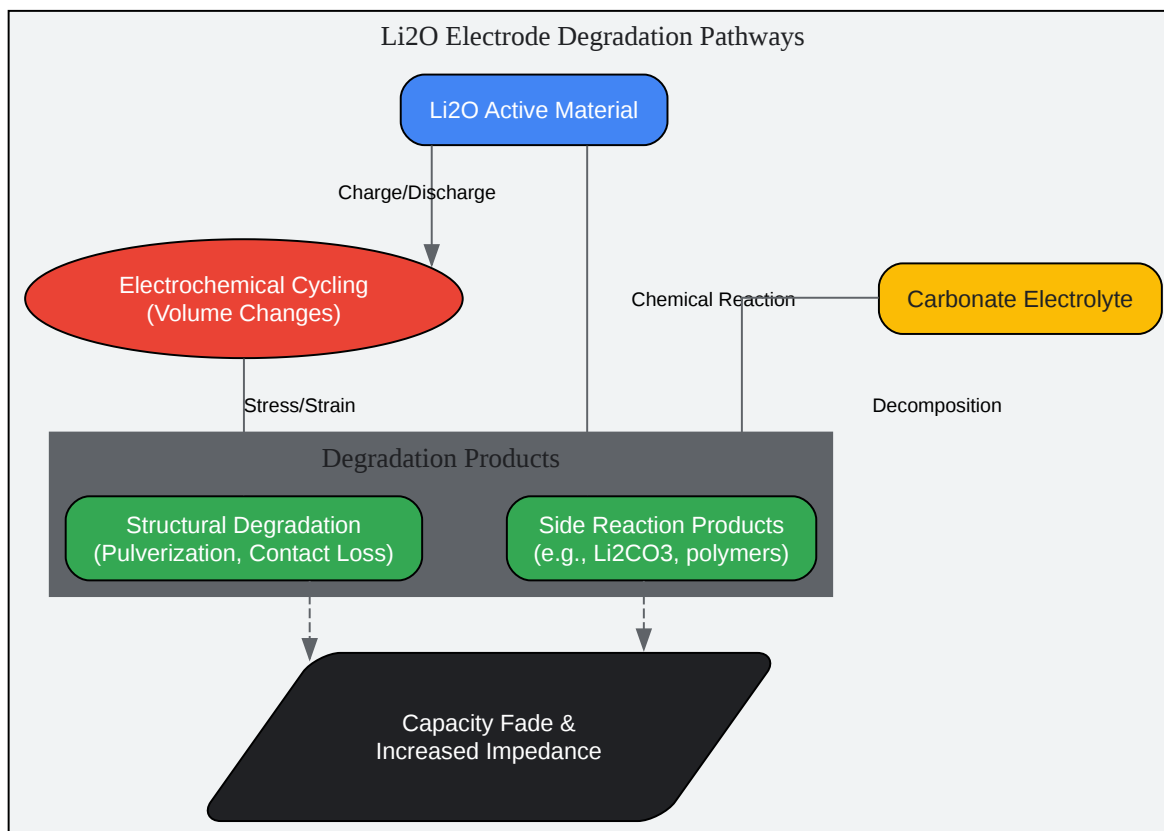 Li2O Electrode Degradation Pathways
Li2O Active Material
Charge/Discharge
Electrochemical Cycling
(Volume Changes)
Chemical Reaction
Carbonate Electrolyte
Stress/Strain
Decomposition
Degradation Products
Structural Degradation
(Pulverization, Contact Loss)
Side Reaction Products
(e.g., Li2CO3, polymers)
Capacity Fade &
Increased Impedance